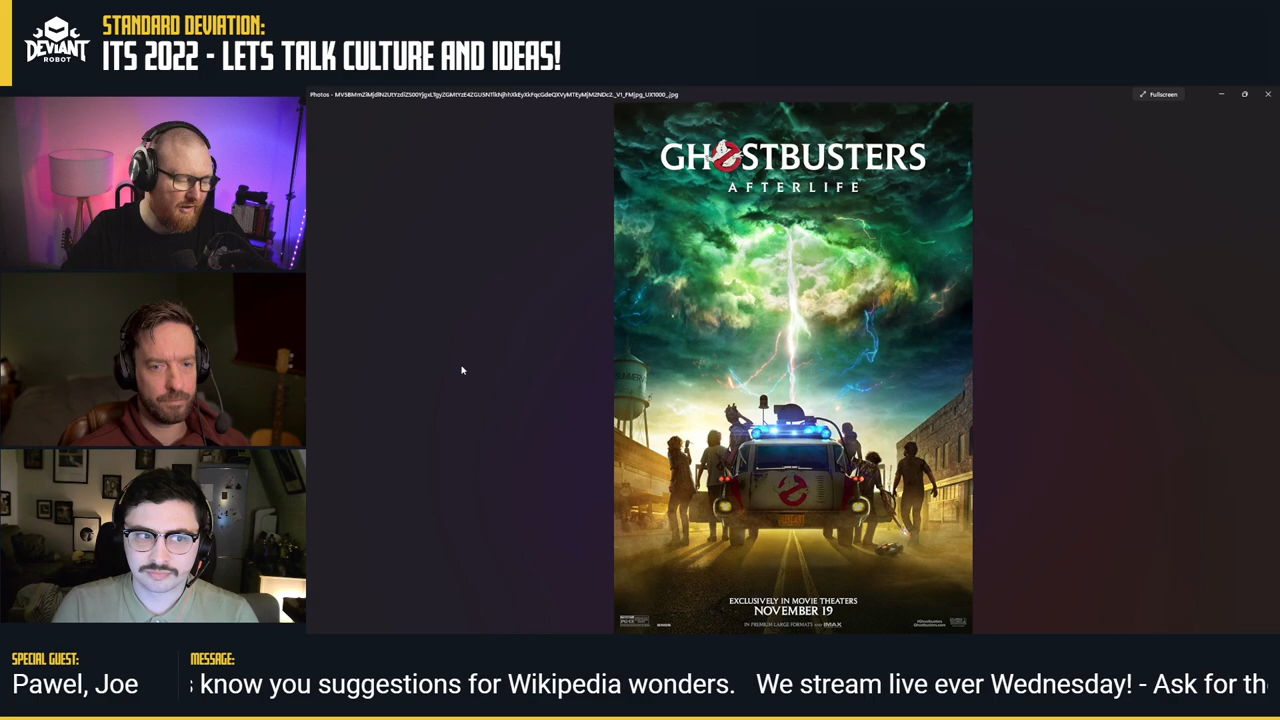 STANDARD DEVIATION:
ITS 2022 - LETS TALK CULTURE AND IDEAS!
DEVIANT
ROBOT
Fullscreen
GHOSTBUSTERS
AFTERLIFE
EXCLUSIVELY IN MOVIE THEATERS
NOVEMBER 19
IN PREMIUM LARGE FORMATS AND IMAX
SPECIAL GUEST:
Pawel, Joe
MESSAGE:
know you suggestions for Wikipedia wonders. We stream live ever Wednesday! - Ask for th